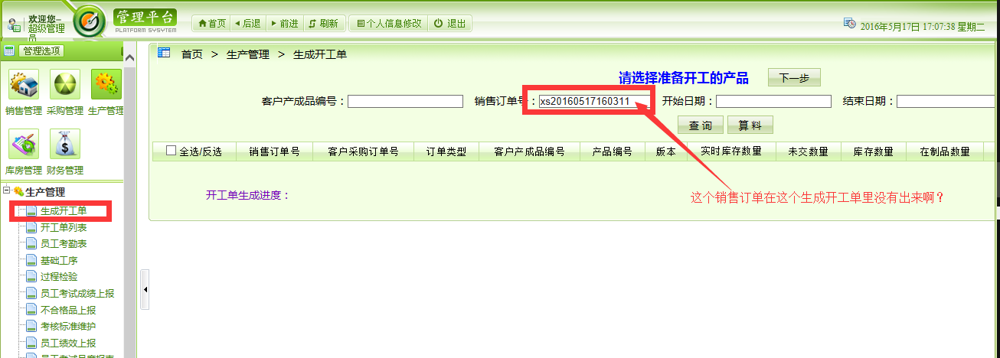 欢迎您--
超级管理
员
管理平台
PLATFORM SYSYTEM
首页 后退 前进 刷新 个人信息修改 退出
2016年5月17日 17:07:38 星期二
管理选项
销售管理 采购管理 生产管理
库房管理 财务管理
生产管理
生成开工单
开工单列表
员工考勤表
基础工序
过程检验
员工考试成绩上报
不合格品上报
考核标准维护
员工绩效上报
员工考试月度报表
首页 > 生产管理 > 生成开工单
请选择准备开工的产品 下一步
客户产成品编号: 销售订单号:xs20160517160311 开始日期: 结束日期:
查 询 算 料
全选/反选 销售订单号 客户采购订单号 订单类型 客户产成品编号 产品编号 版本 实时库存数量 未交数量 库存数量 在制品数量
开工单生成进度:
这个销售订单在这个生成开工单里没有出来啊?